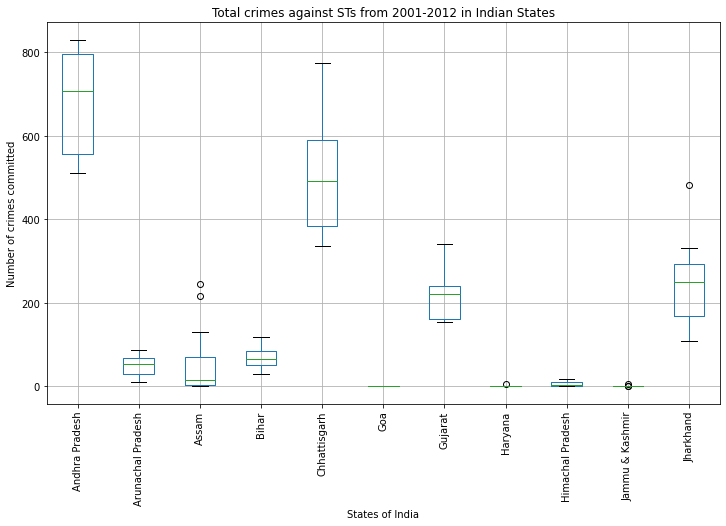 Total crimes against STs from 2001-2012 in Indian States
Number of crimes committed
800
600
400
200
0
Andhra Pradesh
Arunachal Pradesh
Assam
Bihar
Chhattisgarh
Goa
Gujarat
Haryana
Himachal Pradesh
Jammu & Kashmir
Jharkhand
States of India